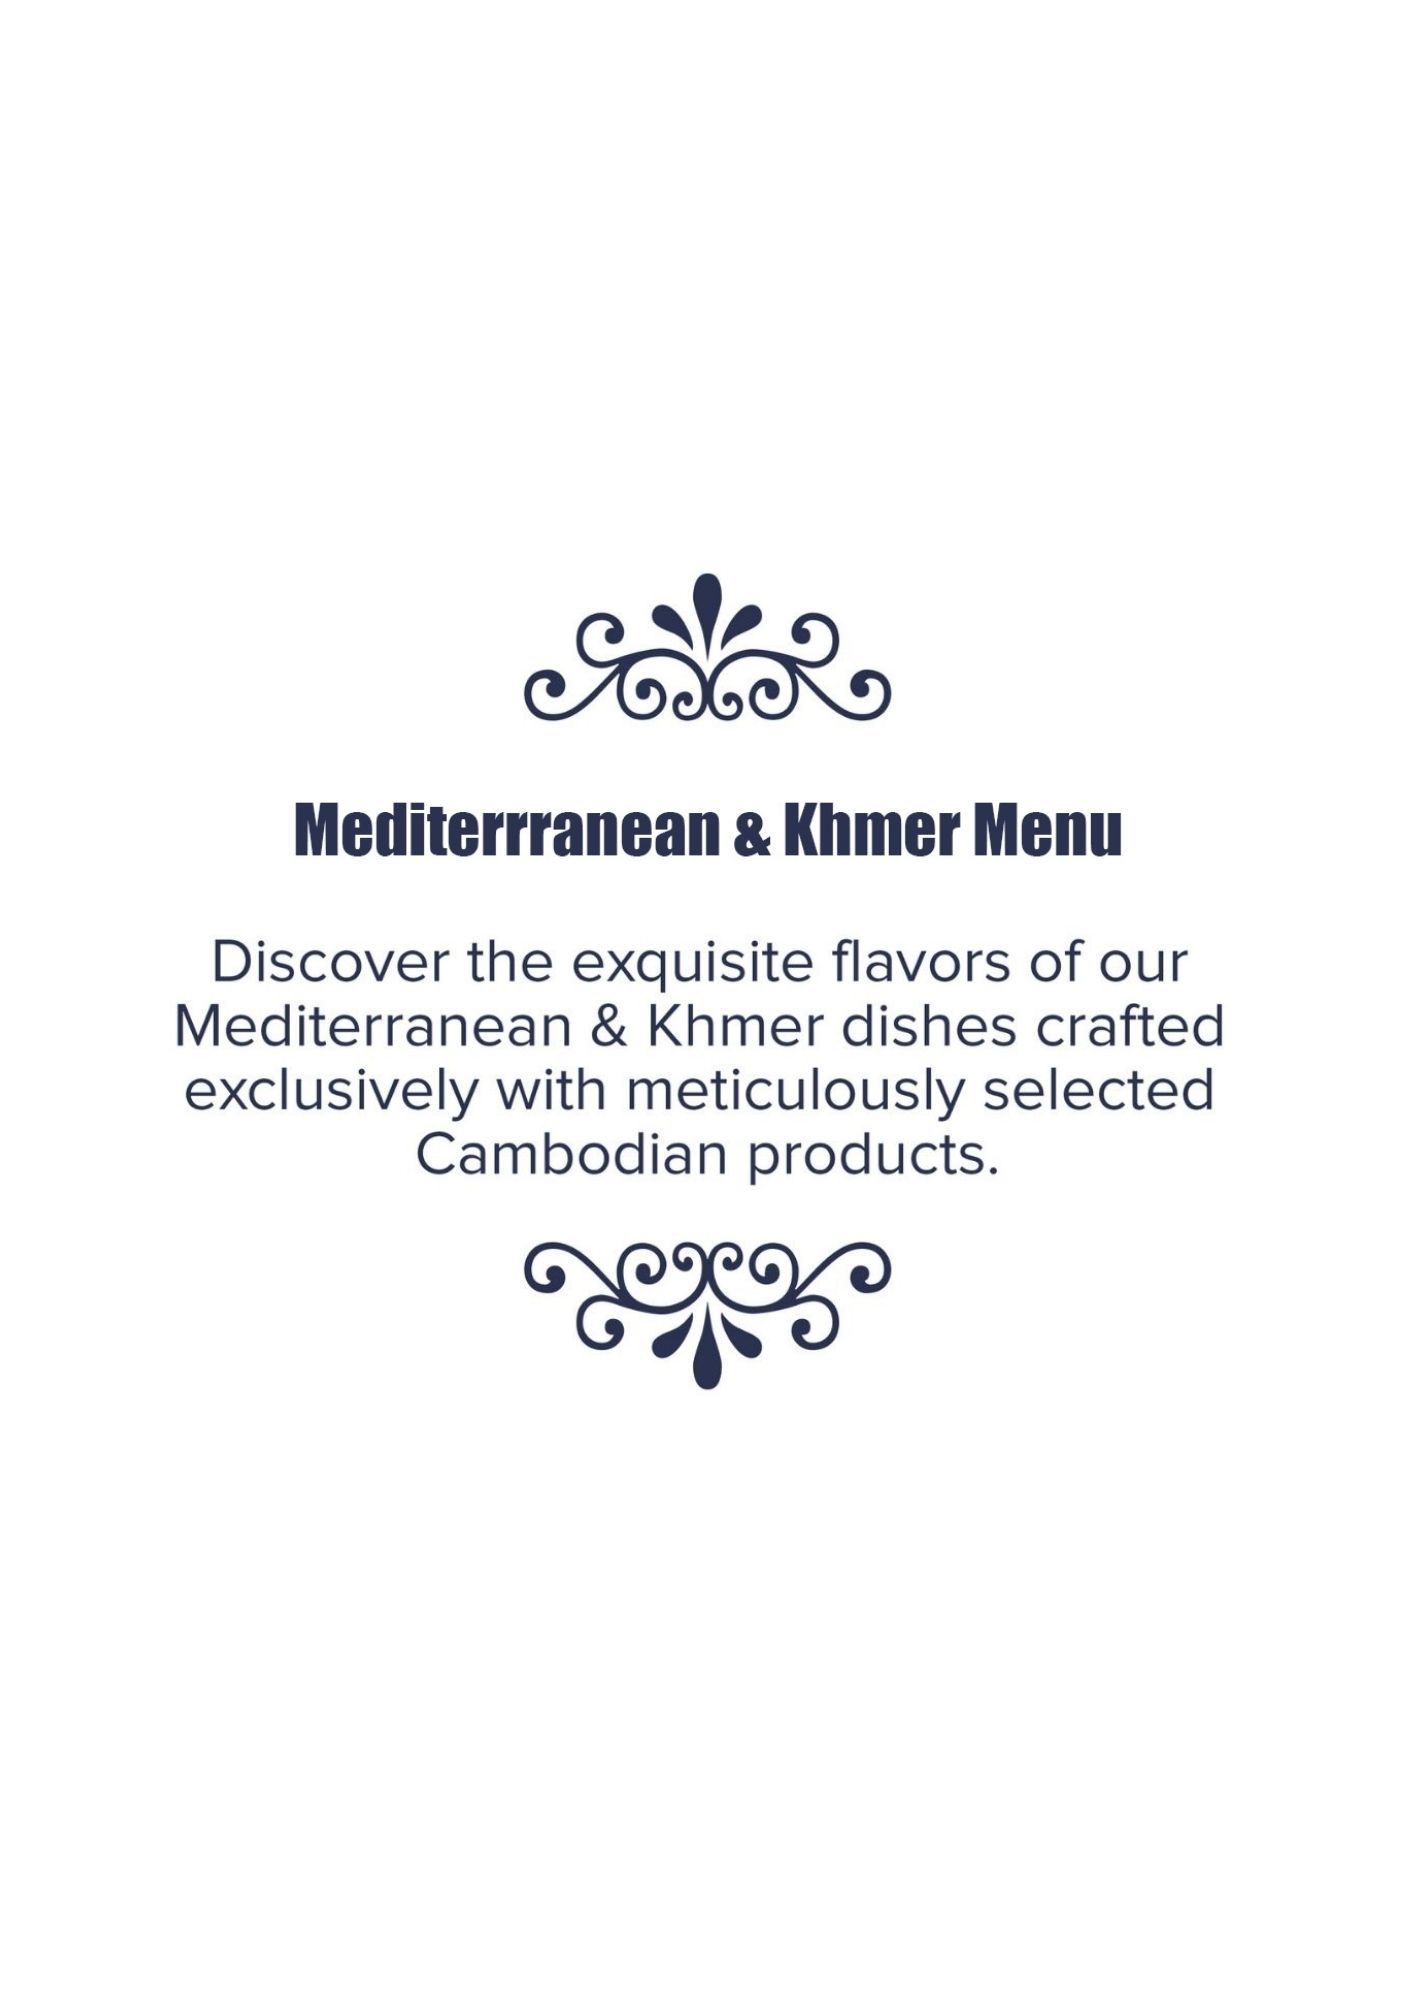 Mediterrranean & Khmer Menu
Discover the exquisite flavors of our
Mediterranean & Khmer dishes crafted
exclusively with meticulously selected
Cambodian products.